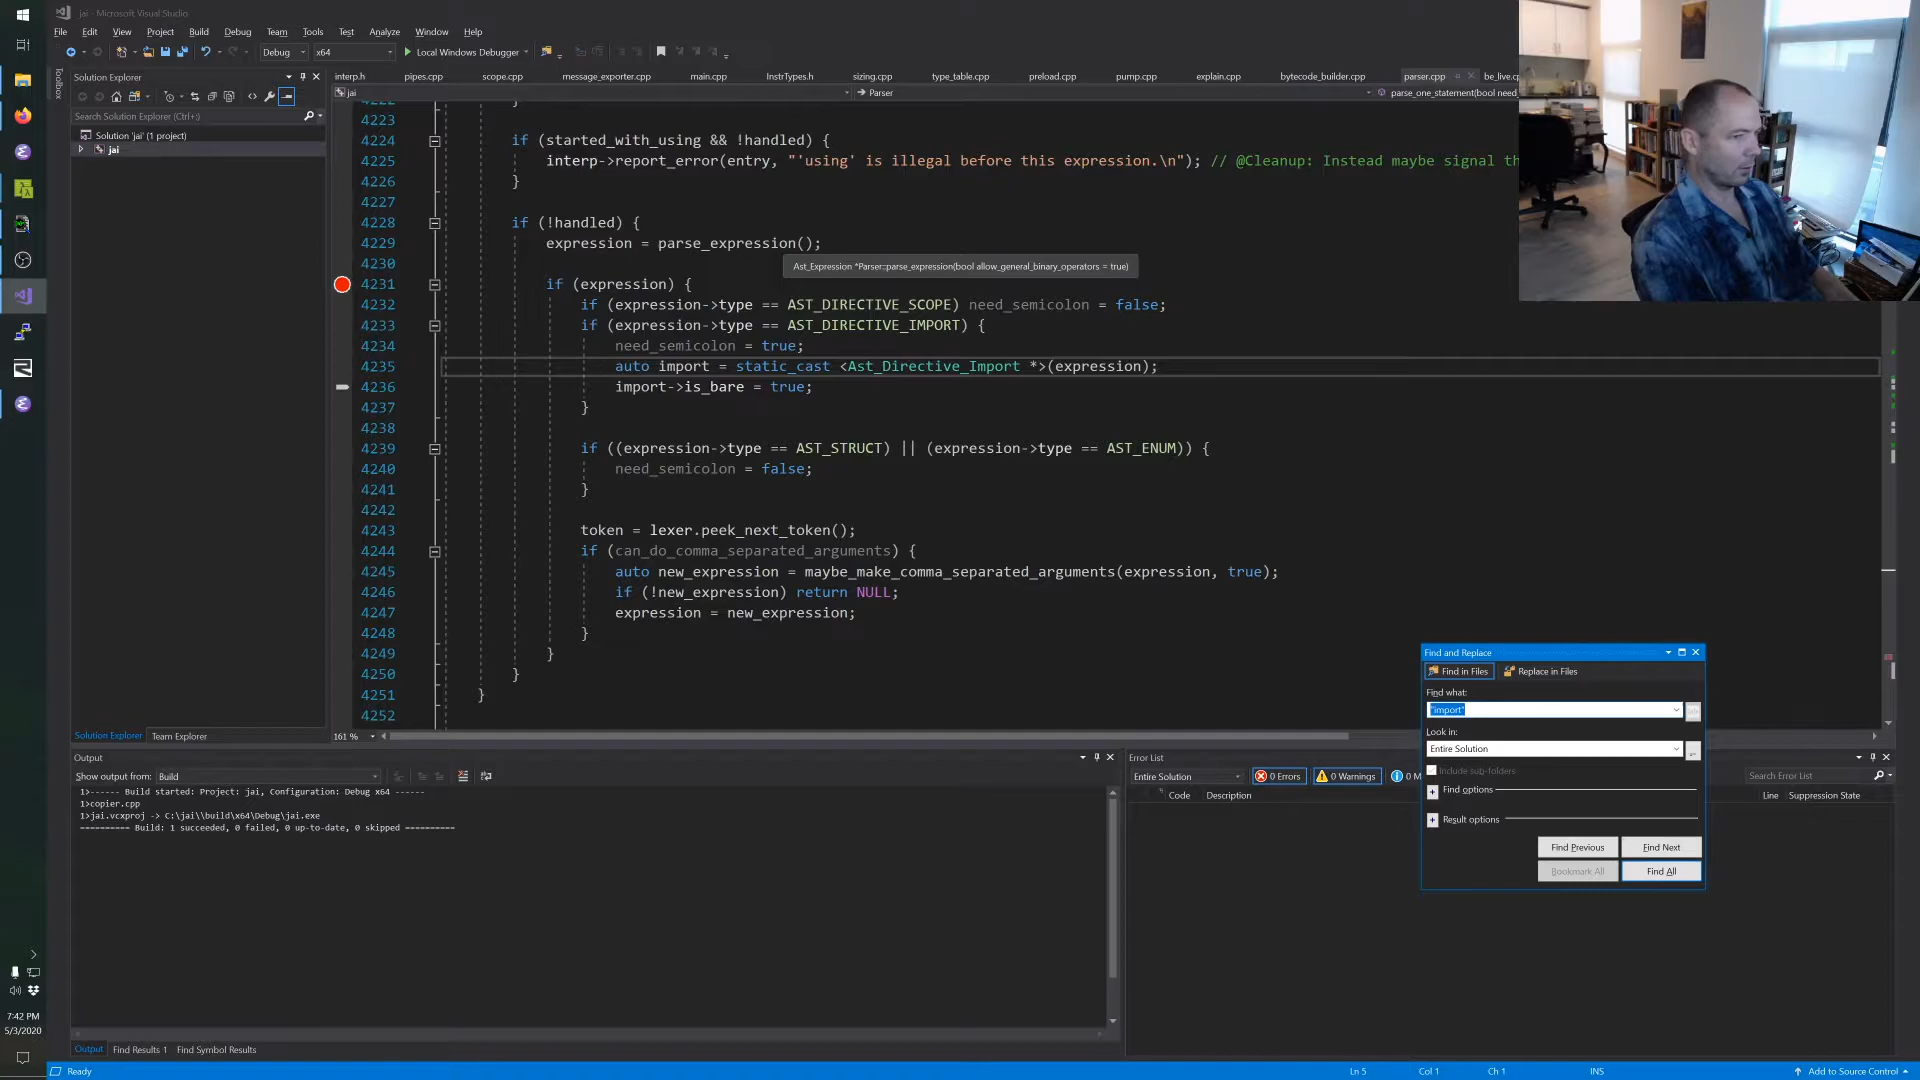 jai - Microsoft Visual Studio
File Edit View Project Build Debug Team Tools Test Analyze Window Help
Debug x64 Local Windows Debugger
Toolbox
Solution Explorer
Search Solution Explorer (Ctrl+;)
Solution 'jai' (1 project)
jai
Solution Explorer Team Explorer
interp.h pipes.cpp scope.cpp message_exporter.cpp main.cpp InstrTypes.h sizing.cpp type_table.cpp preload.cpp pump.cpp explain.cpp bytecode_builder.cpp parser.cpp be_live.cp
jai Parser parse_one_statement(bool need_
4222 }
4223
4224 if (started_with_using && !handled) {
4225 interp->report_error(entry, "'using' is illegal before this expression.\n"); // @Cleanup: Instead maybe signal th
4226 }
4227
4228 if (!handled) {
4229 expression = parse_expression();
4230
Ast_Expression *Parser::parse_expression(bool allow_general_binary_operators = true)
4231 if (expression) {
4232 if (expression->type == AST_DIRECTIVE_SCOPE) need_semicolon = false;
4233 if (expression->type == AST_DIRECTIVE_IMPORT) {
4234 need_semicolon = true;
4235 auto import = static_cast <Ast_Directive_Import *>(expression);
4236 import->is_bare = true;
4237 }
4238
4239 if ((expression->type == AST_STRUCT) || (expression->type == AST_ENUM)) {
4240 need_semicolon = false;
4241 }
4242
4243 token = lexer.peek_next_token();
4244 if (can_do_comma_separated_arguments) {
4245 auto new_expression = maybe_make_comma_separated_arguments(expression, true);
4246 if (!new_expression) return NULL;
4247 expression = new_expression;
4248 }
4249 }
4250 }
4251 }
4252
161 %
Find and Replace
Find in Files Replace in Files
Find what:
"import"
Look in:
Entire Solution
Include sub-folders
Find options
Result options
Find Previous Find Next
Bookmark All Find All
Output
Show output from: Build
1>------ Build started: Project: jai, Configuration: Debug x64 ------
1>copier.cpp
1>jai.vcxproj -> C:\jai\\build\x64\Debug\jai.exe
========== Build: 1 succeeded, 0 failed, 0 up-to-date, 0 skipped ==========
Output Find Results 1 Find Symbol Results
Error List
Entire Solution 0 Errors 0 Warnings 0 M
Search Error List
Code Description Line Suppression State
7:42 PM
5/3/2020
Ready Ln 5 Col 1 Ch 1 INS Add to Source Control